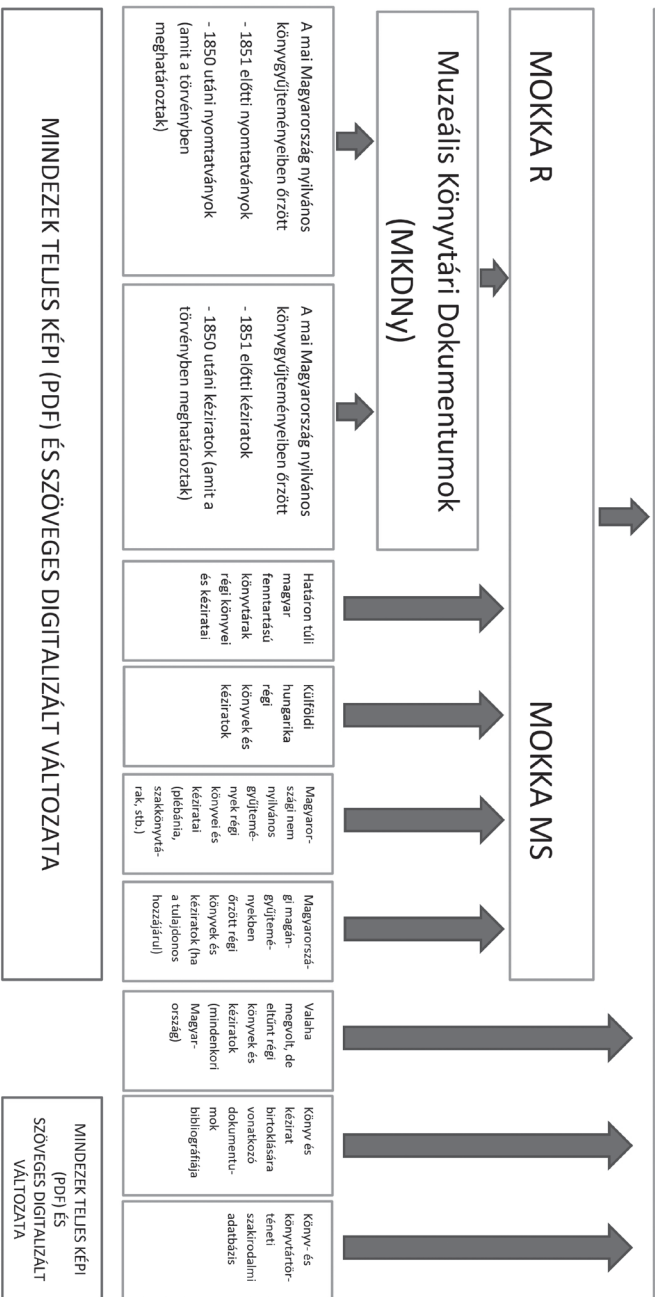 MOKKA R
MOKKA MS
Muzeális Könyvtári Dokumentumok
(MKDNy)
A mai Magyarország nyilvános
könyvgyűjteményeiben őrzött
- 1851 előtti nyomtatványok
- 1850 utáni nyomtatványok
(amit a törvényben
meghatároztak)
A mai Magyarország nyilvános
könyvgyűjteményeiben őrzött
- 1851 előtti kéziratok
- 1850 utáni kéziratok (amit a
törvényben meghatároztak)
Határon túli
magyar
fenntartású
könyvtárak
régi könyvei
és kéziratai
Külföldi
hungarika
régi
könyvek és
kéziratok
Magyaror-
szági nem
nyilvános
gyűjtemé-
nyek régi
könyvei és
kéziratai
(plébánia,
szakkönyvtá-
rak, stb.)
Magyarorszá-
gi magán-
gyűjtemé-
nyekben
őrzött régi
könyvek és
kéziratok (ha
a tulajdonos
hozzájárul)
Valaha
megvolt, de
eltűnt régi
könyvek és
kéziratok
(mindenkori
Magyar-
ország)
Könyv és
kézirat
birtoklására
vonatkozó
dokumentu-
mok
bibliográfiája
Könyv- és
könyvtártör-
téneti
szakirodalmi
adatbázis
MINDEZEK TELJES KÉPI (PDF) ÉS SZÖVEGES DIGITALIZÁLT VÁLTOZATA
MINDEZEK TELJES KÉPI
(PDF) ÉS
SZÖVEGES DIGITALIZÁLT
VÁLTOZATA